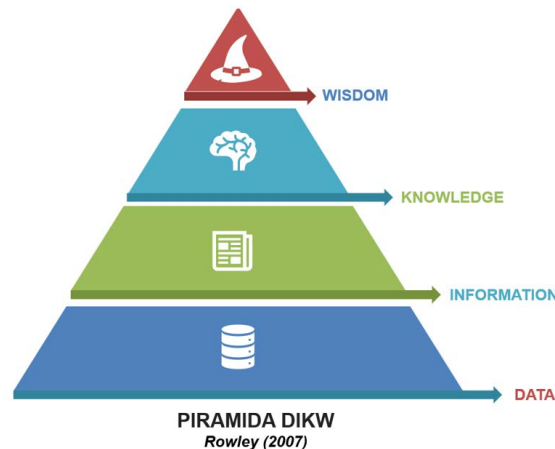 WISDOM
KNOWLEDGE
INFORMATION
DATA
PIRAMIDA DIKW
Rowley (2007)